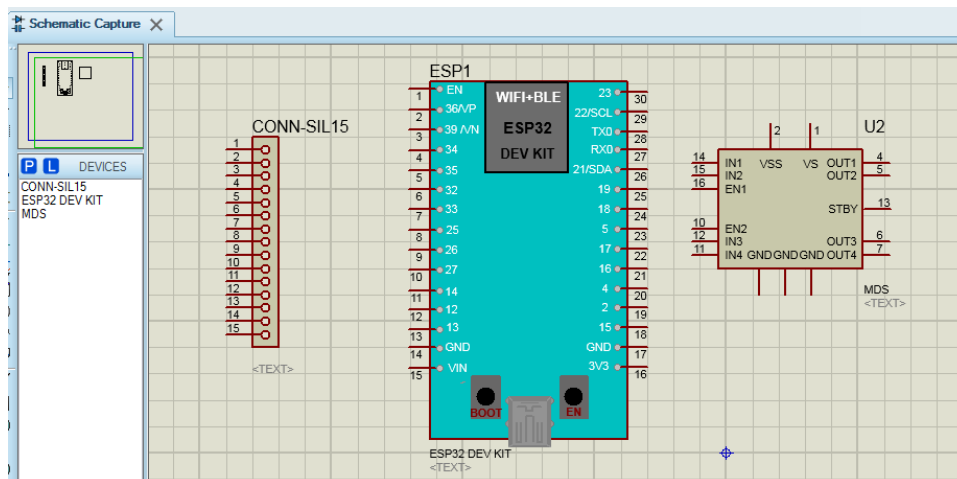 Schematic Capture
P L DEVICES
CONN-SIL15
ESP32 DEV KIT
MDS
CONN-SIL15
1
2
3
4
5
6
7
8
9
10
11
12
13
14
15
<TEXT>
ESP1
WIFI+BLE
ESP32
DEV KIT
1 EN
2 36/VP
3 39/VN
4 34
5 35
6 32
7 33
8 25
9 26
10 27
11 14
12 12
13 13
14 GND
15 VIN
23 30
22/SCL 29
TX0 28
RX0 27
21/SDA 26
19 25
18 24
5 23
17 22
16 21
4 20
2 19
15 18
GND 17
3V3 16
BOOT
EN
ESP32 DEV KIT
<TEXT>
U2
2 1
VSS VS
14 IN1 OUT1 4
15 IN2 OUT2 5
16 EN1
STBY 13
10 EN2
12 IN3 OUT3 6
11 IN4 GND GND GND OUT4 7
MDS
<TEXT>